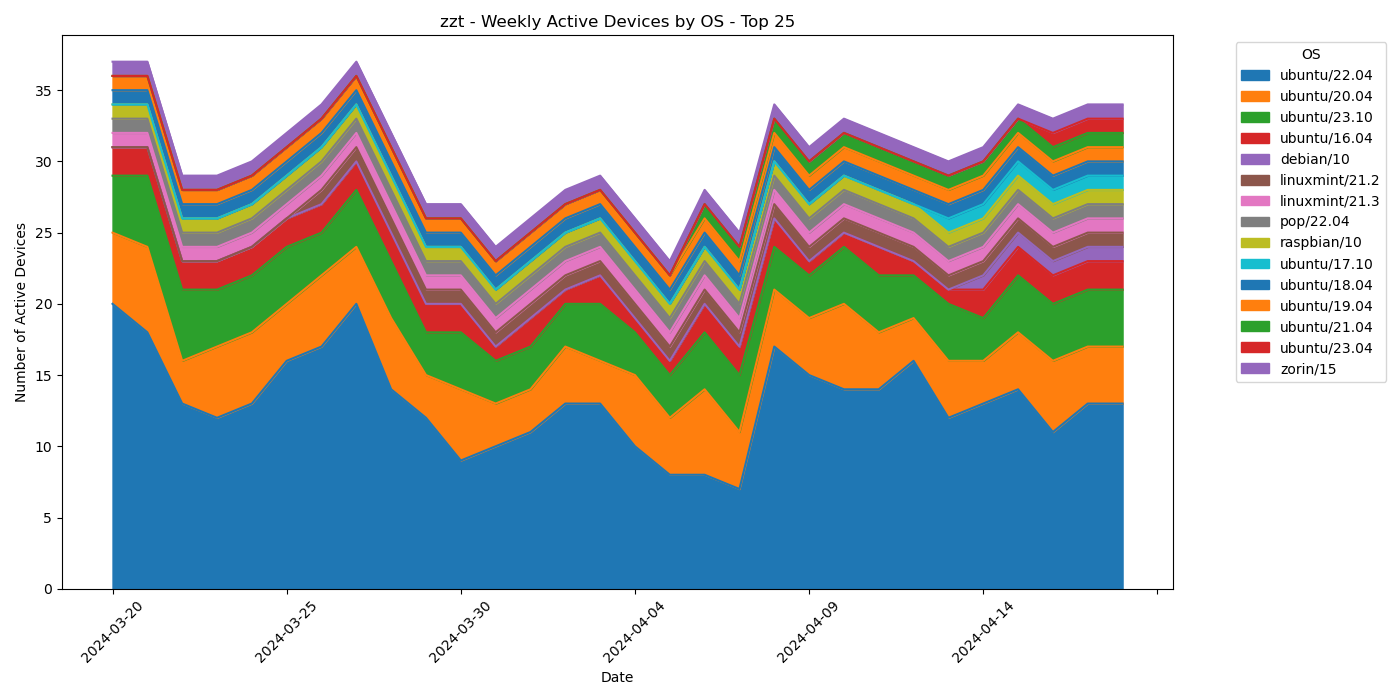 zzt - Weekly Active Devices by OS - Top 25
Number of Active Devices
35
30
25
20
15
10
5
0
2024-03-20
2024-03-25
2024-03-30
2024-04-04
2024-04-09
2024-04-14
Date
OS
ubuntu/22.04
ubuntu/20.04
ubuntu/23.10
ubuntu/16.04
debian/10
linuxmint/21.2
linuxmint/21.3
pop/22.04
raspbian/10
ubuntu/17.10
ubuntu/18.04
ubuntu/19.04
ubuntu/21.04
ubuntu/23.04
zorin/15